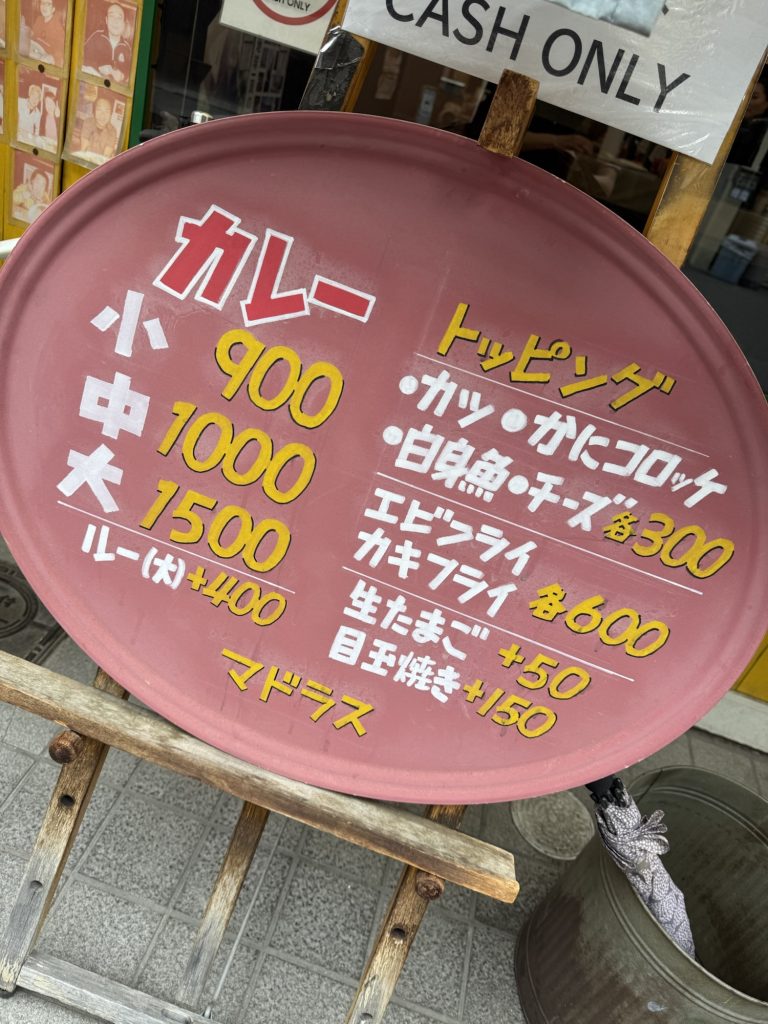 CASH ONLY
CASH ONLY
カレー
小 900
中 1000
大 1500
ルー(大)+400
マドラス
トッピング
•カツ•かにコロッケ
•白身魚•チーズ 各300
エビフライ
カキフライ 各600
生たまご +50
目玉焼き+150